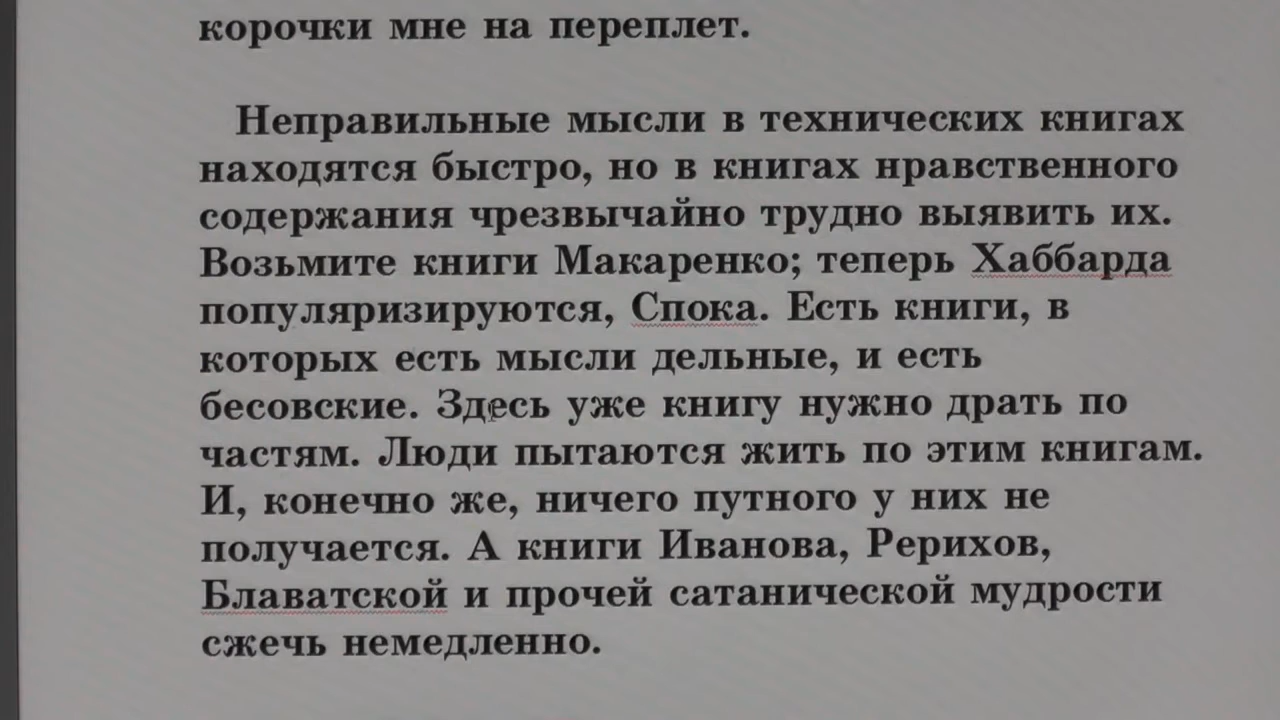 корочки мне на переплет.
Неправильные мысли в технических книгах
находятся быстро, но в книгах нравственного
содержания чрезвычайно трудно выявить их.
Возьмите книги Макаренко; теперь Хаббарда
популяризируются, Спока. Есть книги, в
которых есть мысли дельные, и есть
бесовские. Здесь уже книгу нужно драть по
частям. Люди пытаются жить по этим книгам.
И, конечно же, ничего путного у них не
получается. А книги Иванова, Рерихов,
Блаватской и прочей сатанической мудрости
сжечь немедленно.